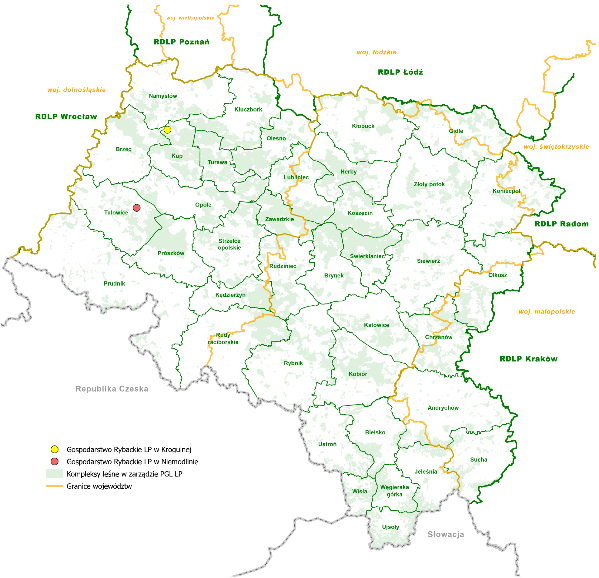 woj. wielkopolskie
RDLP Poznań
woj. łódzkie
RDLP Łódź
woj. dolnośląskie
RDLP Wrocław
Namysłów
Kluczbork
Olesno
Kłobuck
Gidle
woj. świętokrzyskie
Brzeg
Kup
Turawa
Lubliniec
Herby
Złoty potok
Koniecpol
Tułowice
Opole
Zawadzkie
Koszęcin
RDLP Radom
Prószków
Strzelce
opolskie
Rudziniec
Świerklaniec
Siewierz
Brynek
Olkusz
Prudnik
Kędzierzyn
woj. małopolskie
Rudy
raciborskie
Katowice
Chrzanów
Rybnik
Kobiór
RDLP Kraków
Republika Czeska
Andrychów
Bielsko
Ustroń
Sucha
Jeleśnia
Wisła
Węgierska
górka
Ujsoły
Słowacja
Gospodarstwo Rybackie LP w Krogulnej
Gospodarstwo Rybackie LP w Niemodlinie
Kompleksy leśne w zarządzie PGL LP
Granice województw